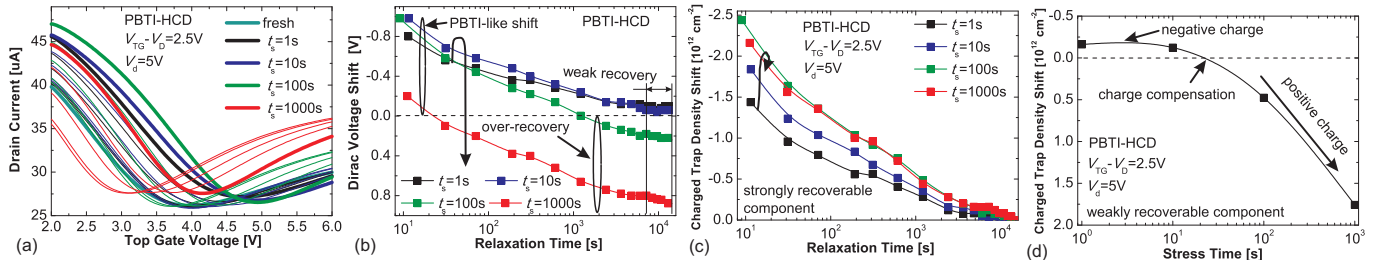 PBTI-HCD
V_TG-V_D=2.5V
V_d=5V
fresh
t_s=1s
t_s=10s
t_s=100s
t_s=1000s
Drain Current [uA]
45
40
35
30
25
2.0 2.5 3.0 3.5 4.0 4.5 5.0 5.5 6.0
Top Gate Voltage [V]
(a)
PBTI-like shift
PBTI-HCD
weak recovery
over-recovery
t_s=1s
t_s=10s
t_s=100s
t_s=1000s
Dirac Voltage Shift [V]
-0.8
-0.4
0.0
0.4
0.8
10^1 10^2 10^3 10^4
Relaxation Time [s]
(b)
PBTI-HCD
V_TG-V_D=2.5V
V_d=5V
t_s=1s
t_s=10s
t_s=100s
t_s=1000s
strongly recoverable
component
Charged Trap Density Shift [10^12 cm^-2]
-2.5
-2.0
-1.5
-1.0
-0.5
-0.0
10^1 10^2 10^3 10^4
Relaxation Time [s]
(c)
negative charge
charge compensation
positive charge
PBTI-HCD
V_TG-V_D=2.5V
V_d=5V
weakly recoverable component
Charged Trap Density Shift [10^12 cm^-2]
-0.5
0.0
0.5
1.0
1.5
2.0
10^0 10^1 10^2 10^3
Stress Time [s]
(d)